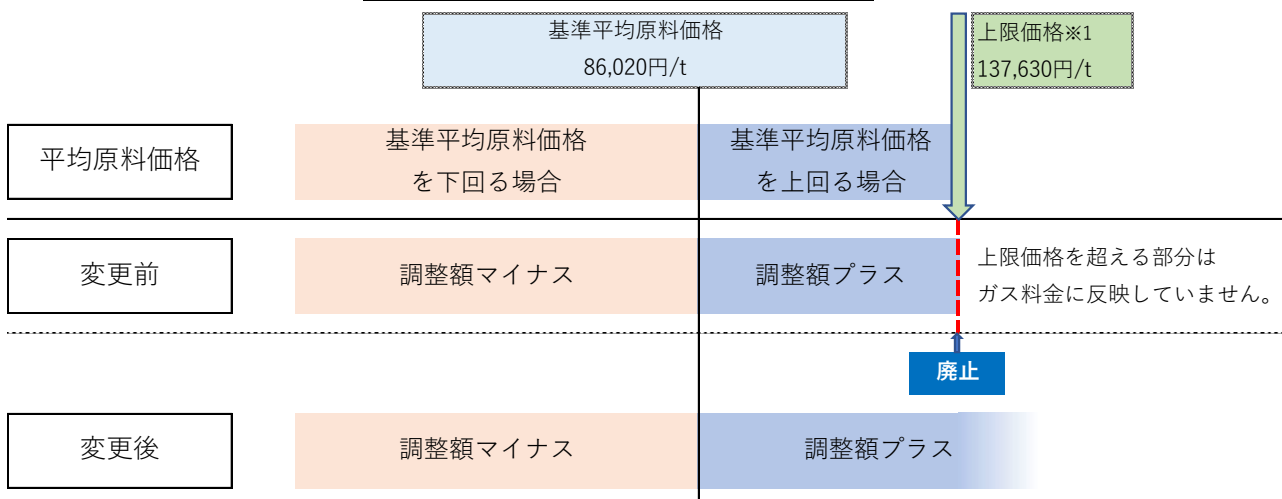 基準平均原料価格
86,020円/t
上限価格※1
137,630円/t
平均原料価格
基準平均原料価格
を下回る場合
基準平均原料価格
を上回る場合
変更前
調整額マイナス
調整額プラス
上限価格を超える部分は
ガス料金に反映していません。
廃止
変更後
調整額マイナス
調整額プラス